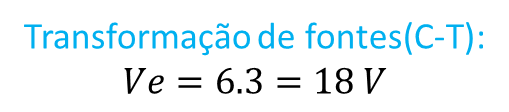 Transformação de fontes(C-T):
Ve = 6.3 = 18 V